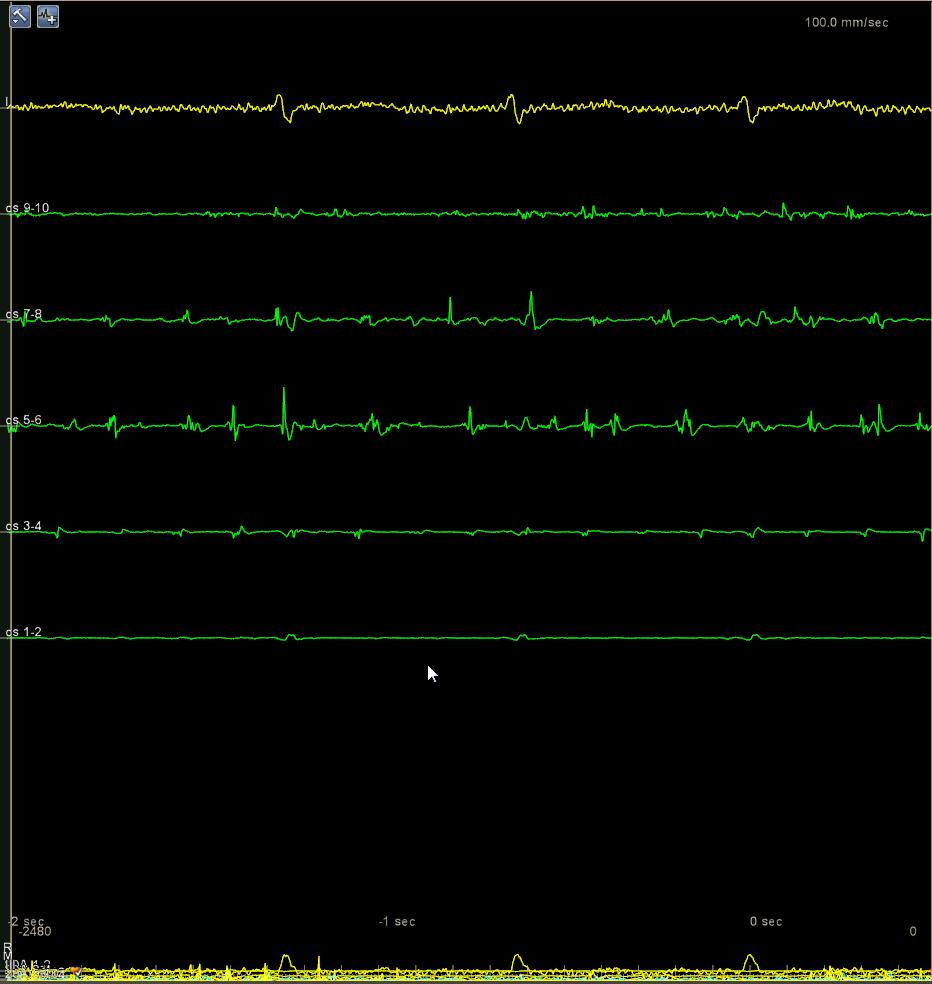 100.0 mm/sec
I
cs 9-10
cs 7-8
cs 5-6
cs 3-4
cs 1-2
-2 sec
-1 sec
0 sec
-2480
0